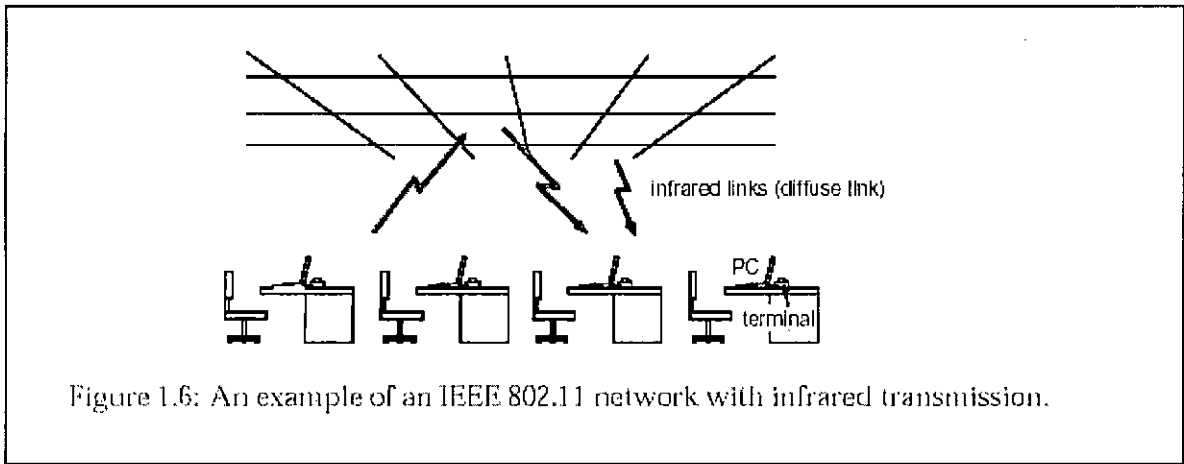 infrared links (diffuse link)
PC
terminal
Figure 1.6: An example of an IEEE 802.11 network with infrared transmission.